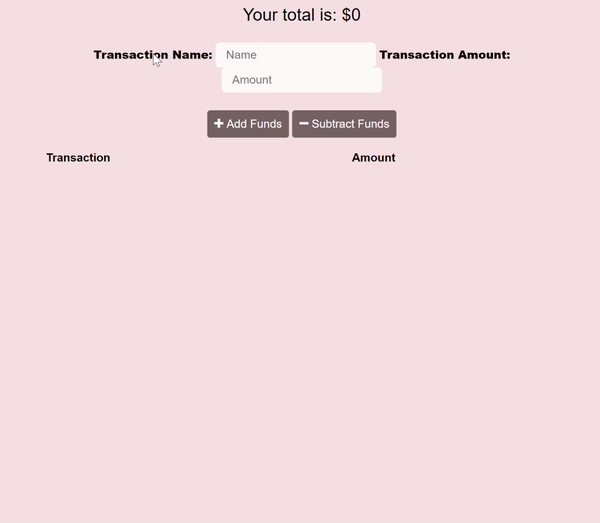 Your total is: $0
Transaction Name: Name Transaction Amount:
Amount
Add Funds Subtract Funds
Transaction Amount